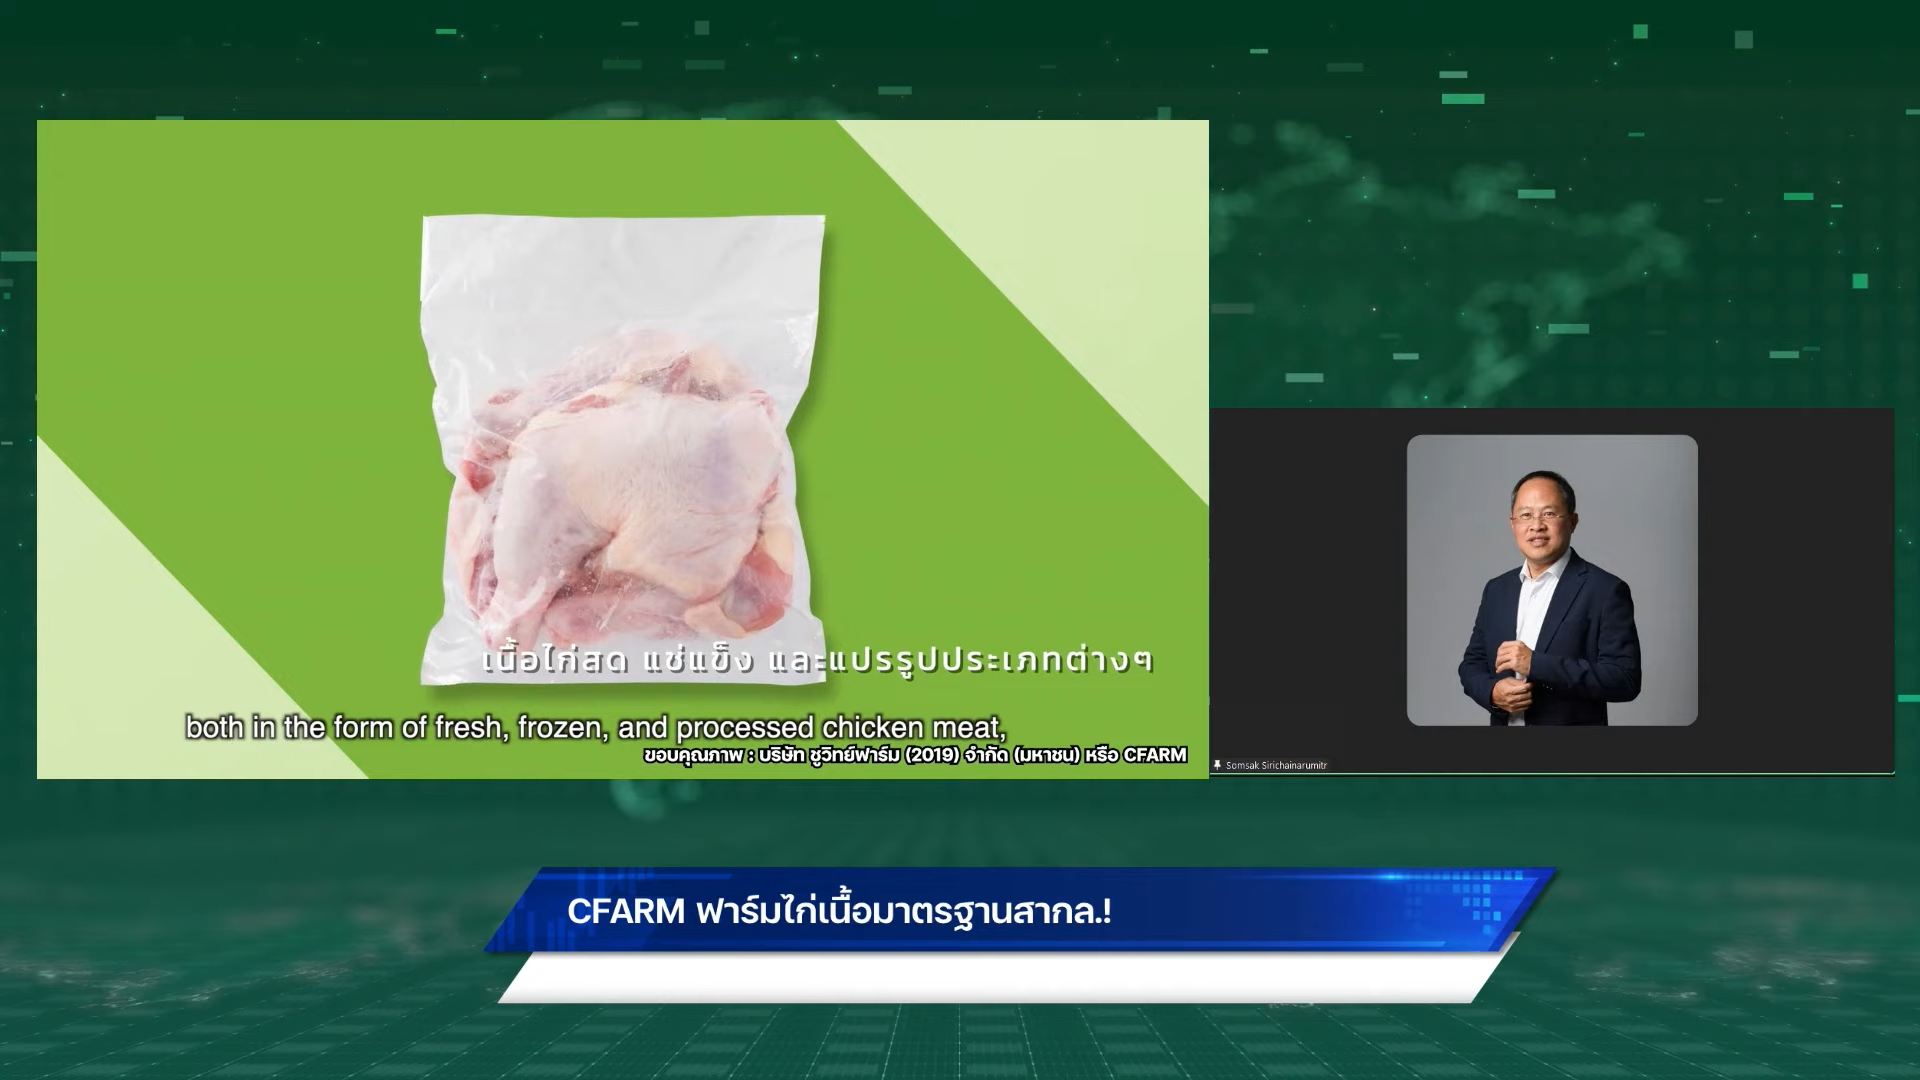 เนื้อไก่สด แช่แข็ง และแปรรูปประเภทต่างๆ
both in the form of fresh, frozen, and processed chicken meat,
ขอบคุณภาพ : บริษัท ชูวิทย์ฟาร์ม (2019) จำกัด (มหาชน) หรือ CFARM
Somsak Sirichainarumitr
CFARM ฟาร์มไก่เนื้อมาตรฐานสากล.!